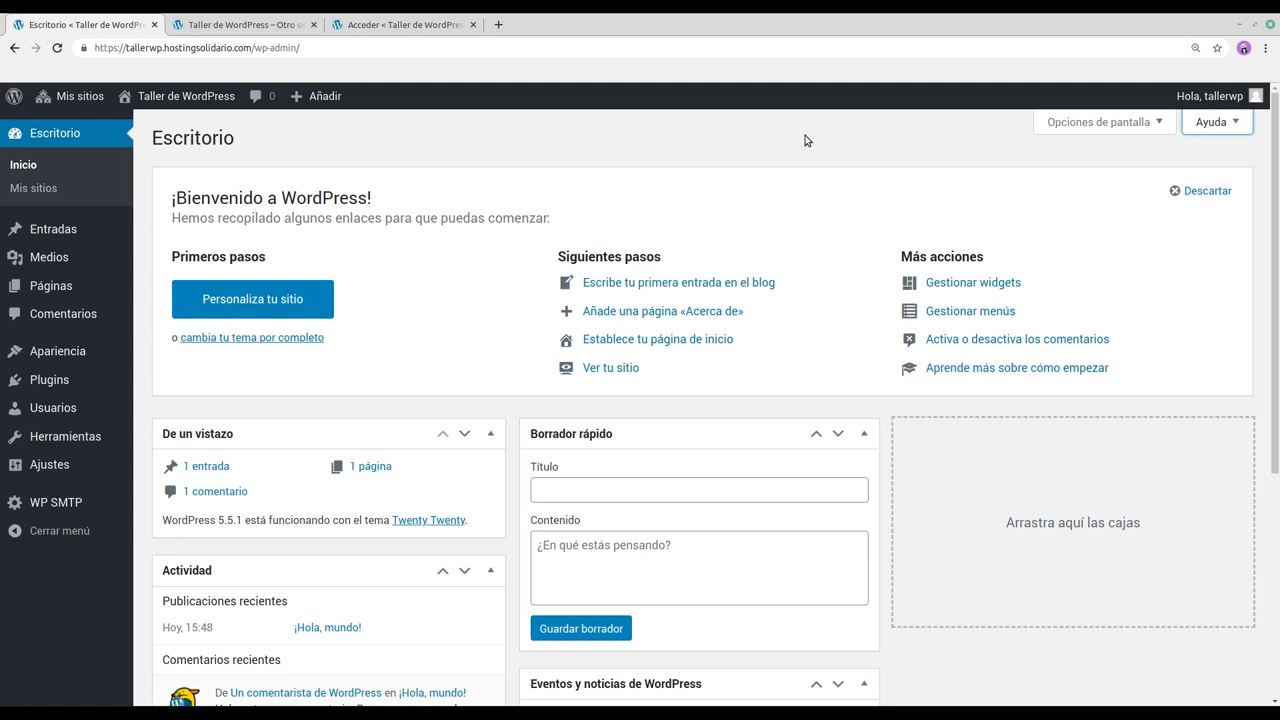 Escritorio < Taller de WordPre
Taller de WordPress – Otro si
Acceder < Taller de WordPres
https://tallerwp.hostingsolidario.com/wp-admin/
Mis sitios
Taller de WordPress
0
Añadir
Hola, tallerwp
Escritorio
Inicio
Mis sitios
Entradas
Medios
Páginas
Comentarios
Apariencia
Plugins
Usuarios
Herramientas
Ajustes
WP SMTP
Cerrar menú
Escritorio
Opciones de pantalla
Ayuda
¡Bienvenido a WordPress!
Descartar
Hemos recopilado algunos enlaces para que puedas comenzar:
Primeros pasos
Personaliza tu sitio
o cambia tu tema por completo
Siguientes pasos
Escribe tu primera entrada en el blog
Añade una página «Acerca de»
Establece tu página de inicio
Ver tu sitio
Más acciones
Gestionar widgets
Gestionar menús
Activa o desactiva los comentarios
Aprende más sobre cómo empezar
De un vistazo
1 entrada
1 página
1 comentario
WordPress 5.5.1 está funcionando con el tema Twenty Twenty.
Actividad
Publicaciones recientes
Hoy, 15:48
¡Hola, mundo!
Comentarios recientes
De Un comentarista de WordPress en ¡Hola, mundo!
Borrador rápido
Título
Contenido
¿En qué estás pensando?
Guardar borrador
Eventos y noticias de WordPress
Arrastra aquí las cajas